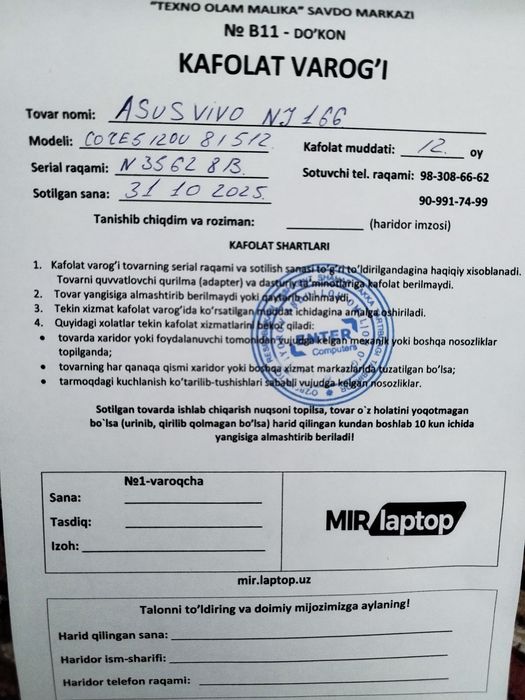 "TEXNO OLAM MALIKA" SAVDO MARKAZI
№ B11 - DO'KON
KAFOLAT VAROG'I
Tovar nomi: ASUS VIVO NJ 166
Modeli: CORE5 120U 8 1512 Kafolat muddati: 12. oy
Serial raqami: N 3562 8B. Sotuvchi tel. raqami: 98-308-66-62
Sotilgan sana: 31 10 2025. 90-991-74-99
Tanishib chiqdim va roziman: ____________ (haridor imzosi)
KAFOLAT SHARTLARI
1. Kafolat varog'i tovarning serial raqami va sotilish sanasi to'g'ri to'ldirilgandagina haqiqiy xisoblanadi.
Tovarni quvvatlovchi qurilma (adapter) va dasturiy ta'minotlariga kafolat berilmaydi.
2. Tovar yangisiga almashtirib berilmaydi yoki qaytarib olinmaydi.
3. Tekin xizmat kafolat varog'ida ko'rsatilgan muddat ichidagina amalga oshiriladi.
4. Quyidagi xolatlar tekin kafolat xizmatlarini bekor qiladi:
• tovarda xaridor yoki foydalanuvchi tomonidan vujudga kelgan mexanik yoki boshqa nosozliklar
topilganda;
• tovarning har qanaqa qismi xaridor yoki boshqa xizmat markazlarida tuzatilgan bo'lsa;
• tarmoqdagi kuchlanish ko'tarilib-tushishlari sababli vujudga kelgan nosozliklar.
CENTER
Computers
Sotilgan tovarda ishlab chiqarish nuqsoni topilsa, tovar o`z holatini yoqotmagan
bo`lsa (urinib, qirilib qolmagan bo'lsa) harid qilingan kundan boshlab 10 kun ichida
yangisiga almashtirib beriladi!
№1-varoqcha
Sana:
Tasdiq:
Izoh:
MIR laptop
mir.laptop.uz
Talonni to'ldiring va doimiy mijozimizga aylaning!
Harid qilingan sana:
Haridor ism-sharifi:
Haridor telefon raqami: